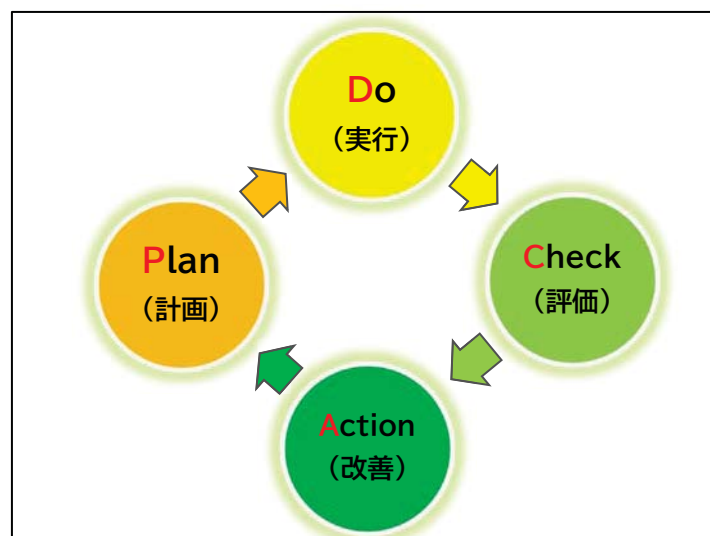 Do
（実行）
Plan
（計画）
Check
（評価）
Action
（改善）